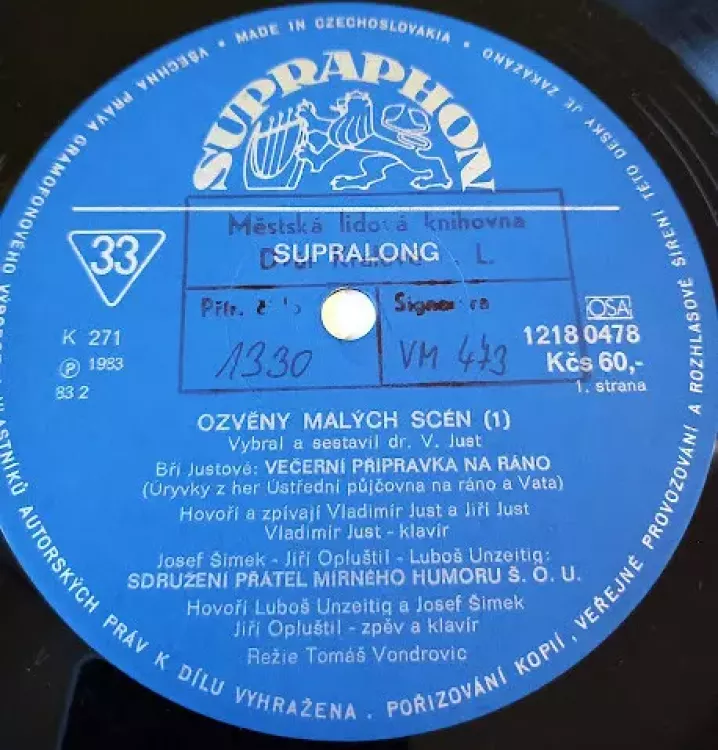 MADE IN CZECHOSLOVAKIA • VŠECHNA PRÁVA GRAMOFONOVÉHO
VLASTNÍKŮ AUTORSKÝCH PRÁV K DÍLU VYHRAŽENA . POŘIZOVÁNÍ KOPIÍ, VEŘEJNÉ PROVOZOVÁNÍ A ROZHLASOVÉ ŠÍŘENÍ TÉTO DESKY JE ZAKÁZÁNO
SUPRAPHON
Městská lidová knihovna
SUPRALONG
L.
33
Přír.
OSA
K 271
1330
VM 473
12180478
℗ 1983
Kčs 60,-
83 2
1. strana
OZVĚNY MALÝCH SCÉN (1)
Vybral a sestavil dr. V. Just
Bří Justové: VEČERNÍ PŘÍPRAVKA NA RÁNO
(Úryvky z her Ústřední půjčovna na ráno a Vata)
Hovoří a zpívají Vladimír Just a Jiří Just
Vladimír Just - klavír
Josef Šimek - Jiří Opluštil - Luboš Unzeitig:
SDRUŽENÍ PŘÁTEL MÍRNÉHO HUMORU Š. O. U.
Hovoří Luboš Unzeitig a Josef Šimek
Jiří Opluštil - zpěv a klavír
Režie Tomáš Vondrovic